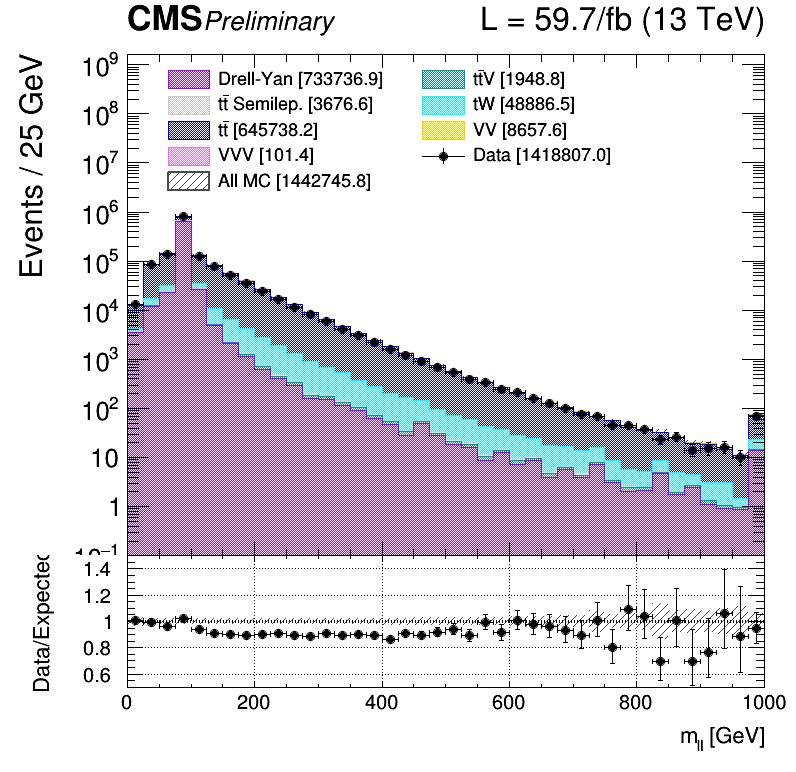 CMS Preliminary L = 59.7/fb (13 TeV)
Events / 25 GeV
Drell-Yan [733736.9]
tt̄ Semilep. [3676.6]
tt̄ [645738.2]
VVV [101.4]
All MC [1442745.8]
tt̄V [1948.8]
tW [48886.5]
VV [8657.6]
Data [1418807.0]
10⁹
10⁸
10⁷
10⁶
10⁵
10⁴
10³
10²
10
1
10⁻¹
Data/Expected
1.4
1.2
1
0.8
0.6
0 200 400 600 800 1000
m_ll [GeV]